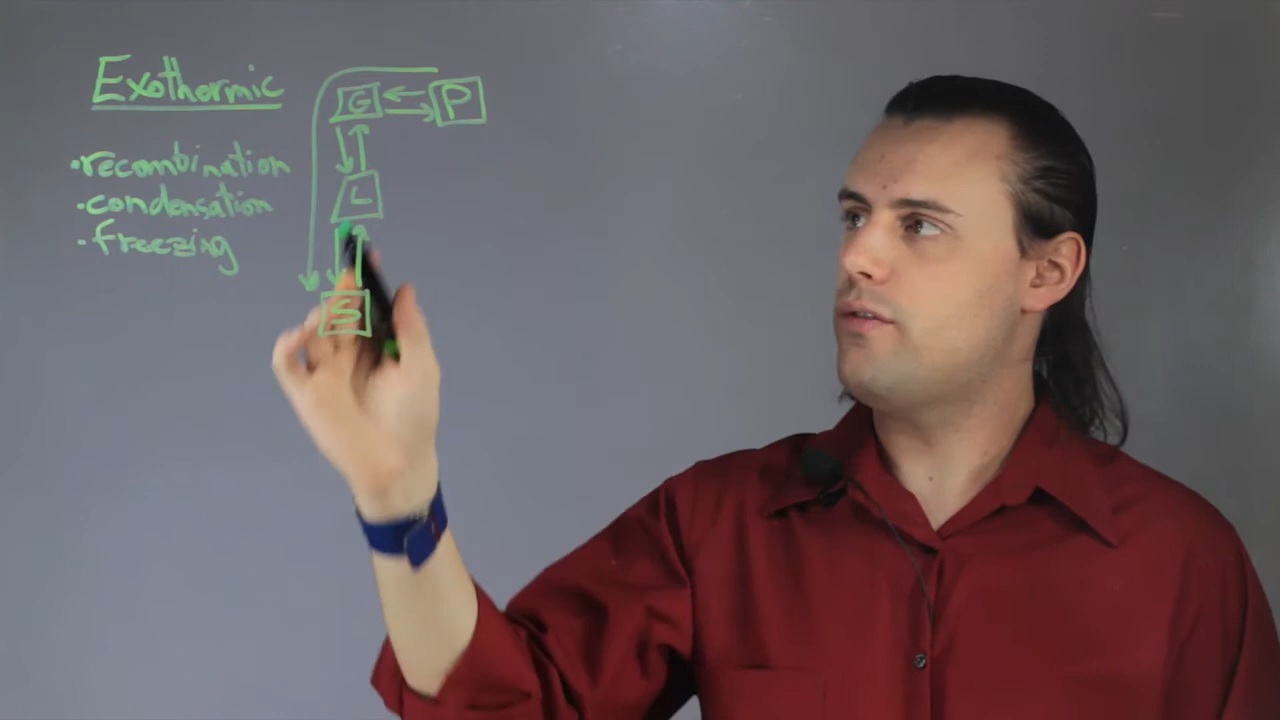 Exothermic
G P
•recombination
L
•condensation
•freezing
S